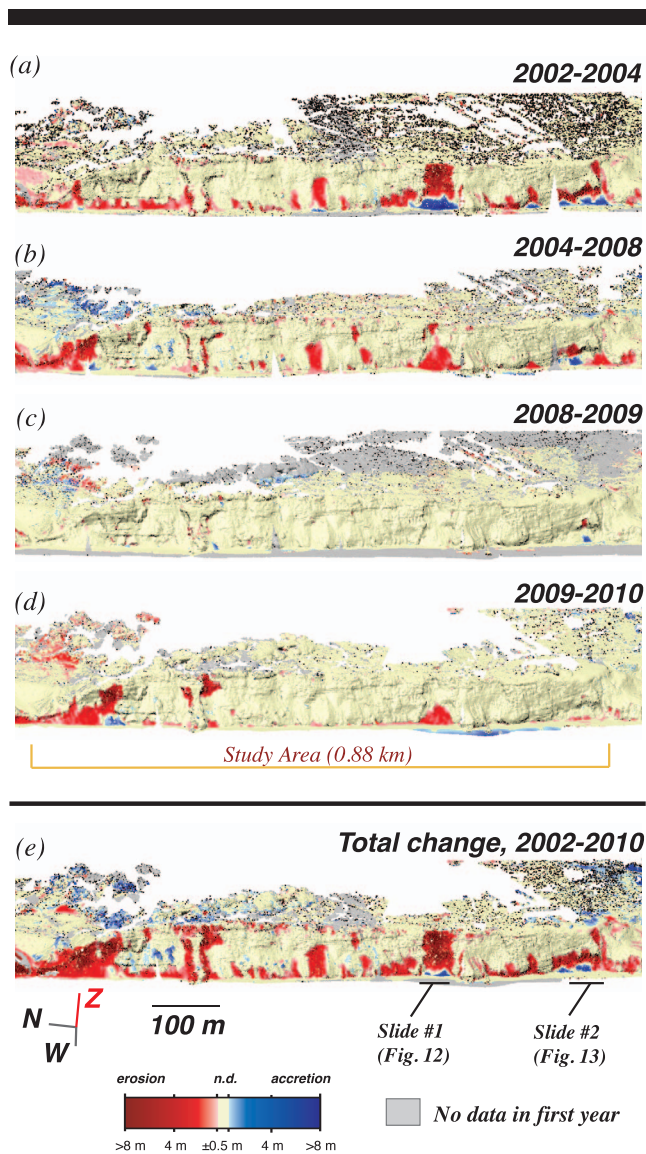 (a)
2002-2004
(b)
2004-2008
(c)
2008-2009
(d)
2009-2010
Study Area (0.88 km)
(e)
Total change, 2002-2010
Z
N
W
100 m
Slide #1
(Fig. 12)
Slide #2
(Fig. 13)
erosion n.d. accretion
>8 m 4 m ±0.5 m 4 m >8 m
No data in first year